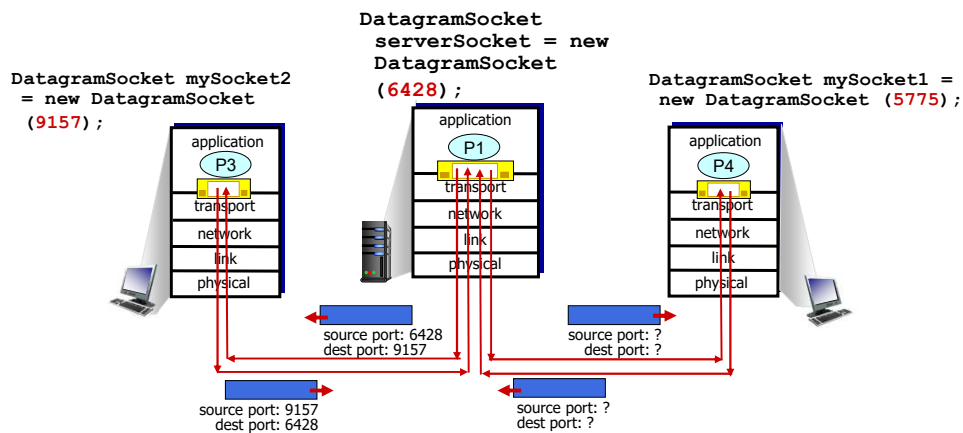 DatagramSocket
serverSocket = new
DatagramSocket
(6428);
DatagramSocket mySocket2
= new DatagramSocket
(9157);
DatagramSocket mySocket1 =
new DatagramSocket (5775);
application
P3
transport
network
link
physical
application
P1
transport
network
link
physical
application
P4
transport
network
link
physical
source port: 6428
dest port: 9157
source port: ?
dest port: ?
source port: 9157
dest port: 6428
source port: ?
dest port: ?